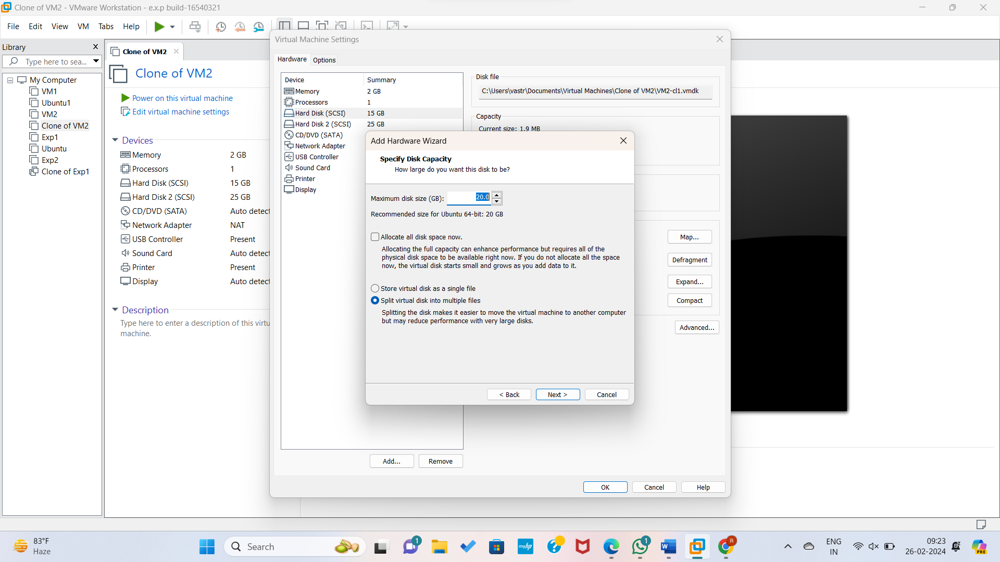 Clone of VM2 - VMware Workstation - e.x.p build-16540321
File Edit View VM Tabs Help
Library
Type here to sea...
My Computer
VM1
Ubuntu1
VM2
Clone of VM2
Exp1
Ubuntu
Exp2
Clone of Exp1
Clone of VM2
Clone of VM2
Power on this virtual machine
Edit virtual machine settings
Devices
Memory 2 GB
Processors 1
Hard Disk (SCSI) 15 GB
Hard Disk 2 (SCSI) 25 GB
CD/DVD (SATA) Auto detect
Network Adapter NAT
USB Controller Present
Sound Card Auto detect
Printer Present
Display Auto detect
Description
Type here to enter a description of this virtu
machine.
Virtual Machine Settings
Hardware Options
Device Summary
Memory 2 GB
Processors 1
Hard Disk (SCSI) 15 GB
Hard Disk 2 (SCSI) 25 GB
CD/DVD (SATA)
Network Adapter
USB Controller
Sound Card
Printer
Display
Add... Remove
Disk file
C:\Users\vastr\Documents\Virtual Machines\Clone of VM2\VM2-cl1.vmdk
Capacity
Current size: 1.9 MB
Map...
Defragment
Expand...
Compact
Advanced...
OK Cancel Help
Add Hardware Wizard
Specify Disk Capacity
How large do you want this disk to be?
Maximum disk size (GB): 20.0
Recommended size for Ubuntu 64-bit: 20 GB
Allocate all disk space now.
Allocating the full capacity can enhance performance but requires all of the
physical disk space to be available right now. If you do not allocate all the space
now, the virtual disk starts small and grows as you add data to it.
Store virtual disk as a single file
Split virtual disk into multiple files
Splitting the disk makes it easier to move the virtual machine to another computer
but may reduce performance with very large disks.
< Back Next > Cancel
83°F
Haze
Search
1
myhp
1
W
R
ENG
IN
09:23
26-02-2024
PRE